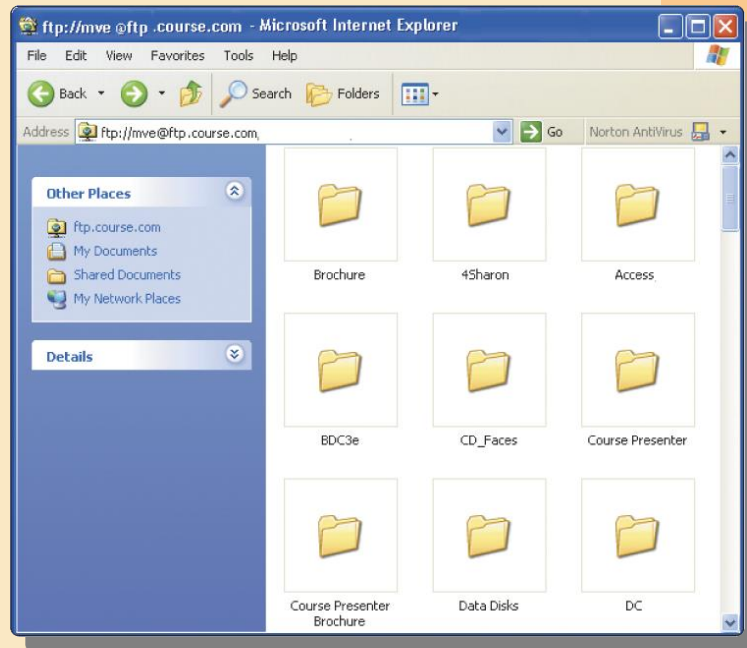 ftp://mve @ftp .course.com - Microsoft Internet Explorer
File Edit View Favorites Tools Help
Back Search Folders
Address ftp://mve@ftp.course.com, Go Norton AntiVirus
Other Places
ftp.course.com
My Documents
Shared Documents
My Network Places
Details
Brochure 4Sharon Access
BDC3e CD_Faces Course Presenter
Course Presenter Data Disks DC
Brochure